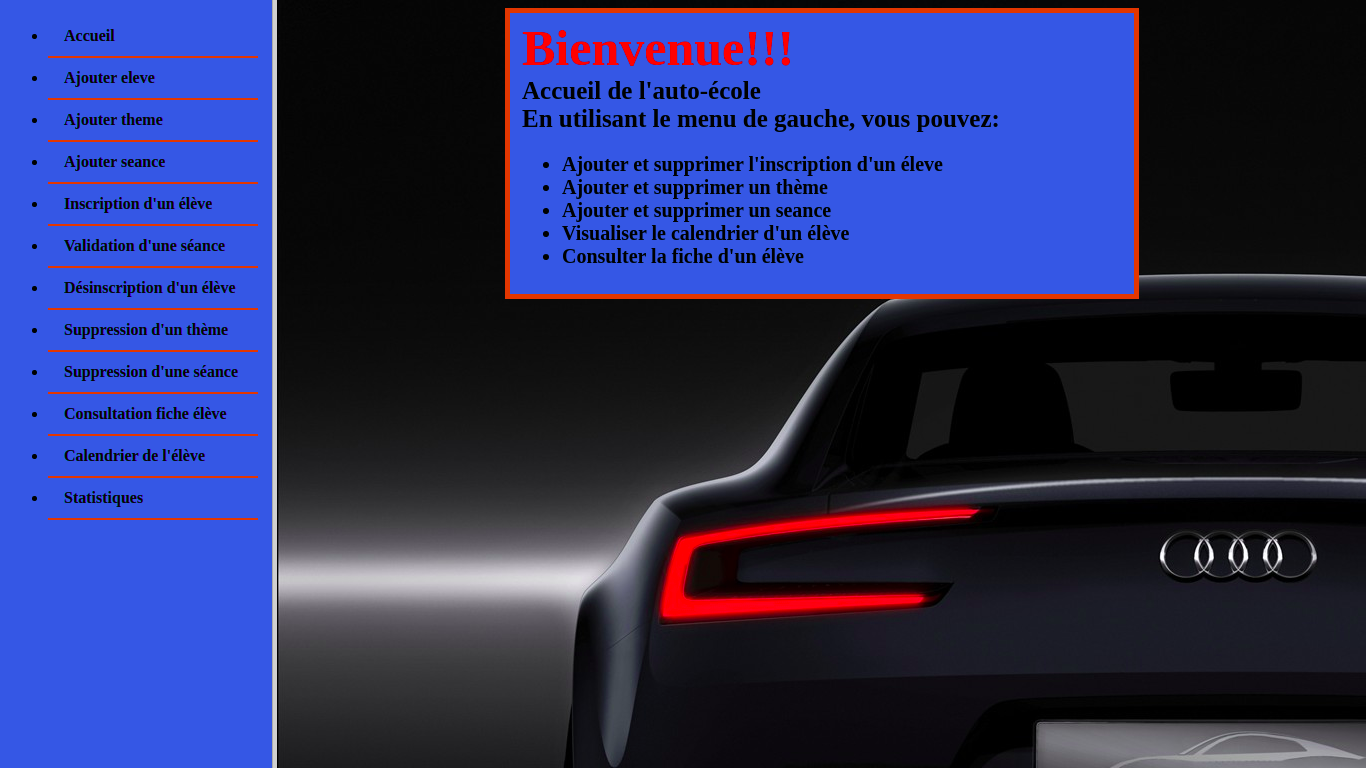 Accueil
Ajouter eleve
Ajouter theme
Ajouter seance
Inscription d'un élève
Validation d'une séance
Désinscription d'un élève
Suppression d'un thème
Suppression d'une séance
Consultation fiche élève
Calendrier de l'élève
Statistiques
Bienvenue!!!
Accueil de l'auto-école
En utilisant le menu de gauche, vous pouvez:
Ajouter et supprimer l'inscription d'un éleve
Ajouter et supprimer un thème
Ajouter et supprimer un seance
Visualiser le calendrier d'un élève
Consulter la fiche d'un élève